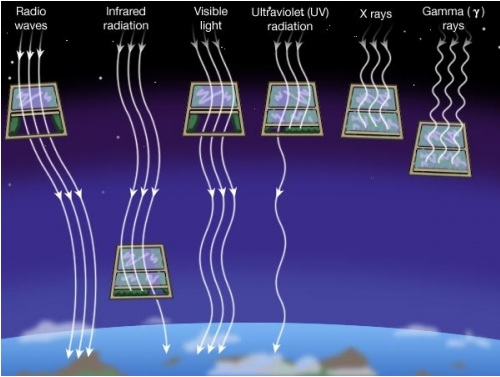 Radio
waves
Infrared
radiation
Visible
light
Ultraviolet (UV)
radiation
X rays
Gamma (γ)
rays